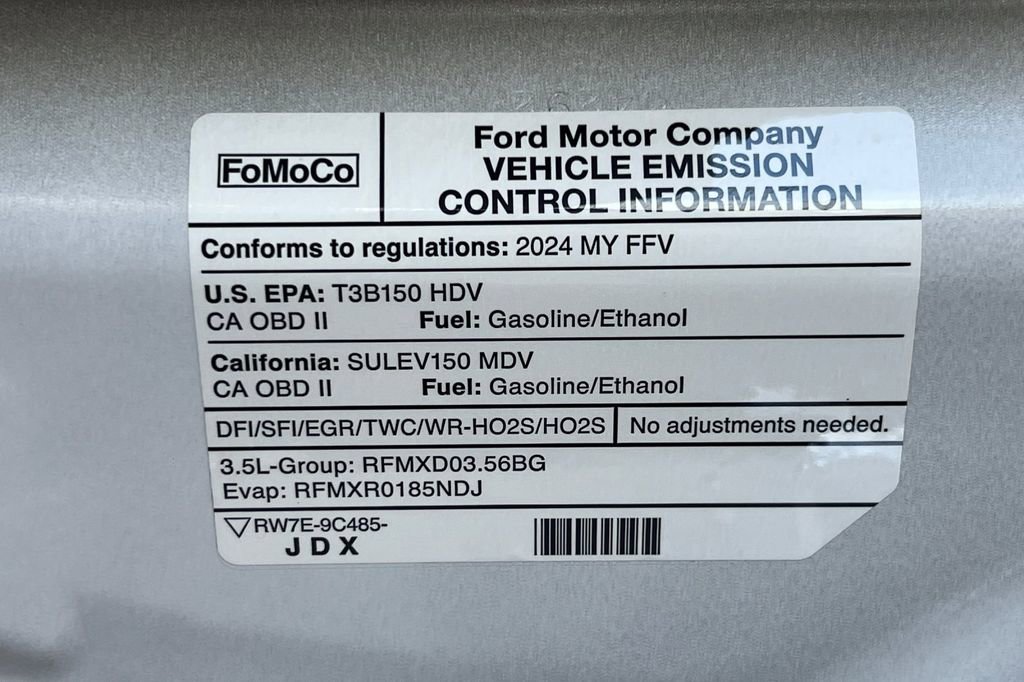 FoMoCo
Ford Motor Company
VEHICLE EMISSION
CONTROL INFORMATION
Conforms to regulations: 2024 MY FFV
U.S. EPA: T3B150 HDV
CA OBD II Fuel: Gasoline/Ethanol
California: SULEV150 MDV
CA OBD II Fuel: Gasoline/Ethanol
DFI/SFI/EGR/TWC/WR-HO2S/HO2S No adjustments needed.
3.5L-Group: RFMXD03.56BG
Evap: RFMXR0185NDJ
RW7E-9C485-
JDX